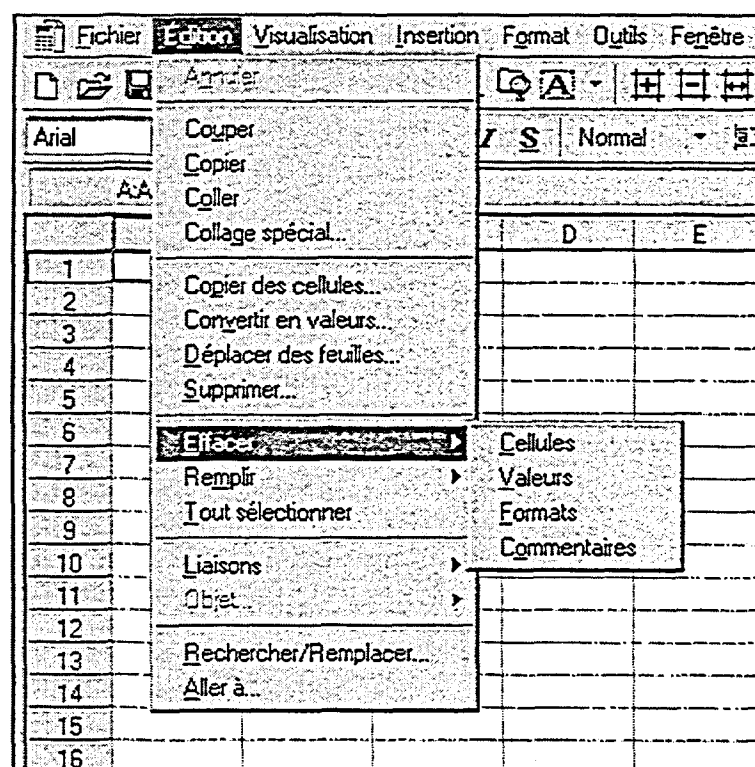 Fichier Edition Visualisation Insertion Format Outils Fenêtre
Annuler
A
Arial
I S Normal
Couper
Copier
Coller
Collage spécial...
D E
Copier des cellules...
Convertir en valeurs...
Déplacer des feuilles...
Supprimer...
Effacer
Cellules
Valeurs
Formats
Commentaires
Remplir
Tout sélectionner
Liaisons
Objet...
Rechercher/Remplacer...
Aller à...
1
2
3
4
5
6
7
8
9
10
11
12
13
14
15
16